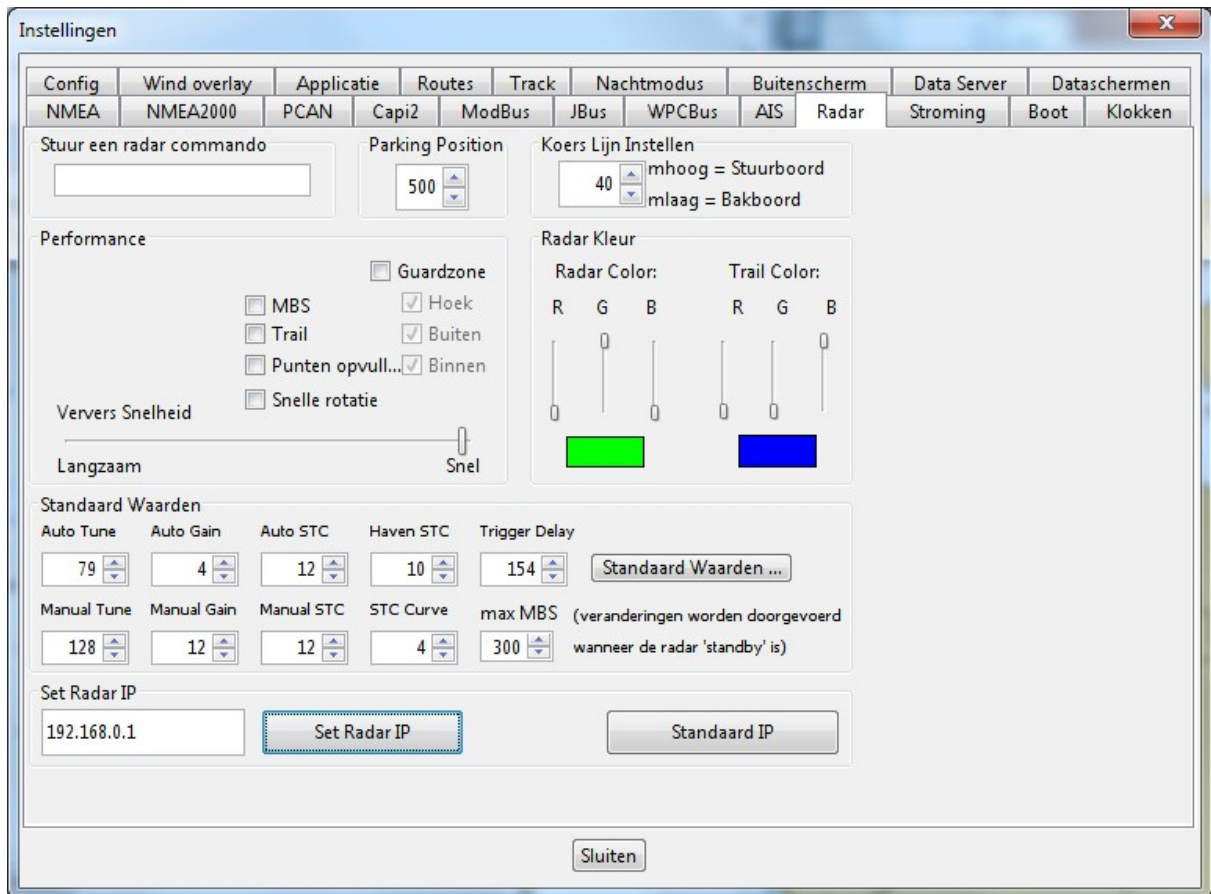 Instellingen
X
Config Wind overlay Applicatie Routes Track Nachtmodus Buitenscherm Data Server Dataschermen
NMEA NMEA2000 PCAN Capi2 ModBus JBus WPCBus AIS Radar Stroming Boot Klokken
Stuur een radar commando
Parking Position
500
Koers Lijn Instellen
40
mhoog = Stuurboord
mlaag = Bakboord
Performance
Guardzone
MBS
Hoek
Trail
Buiten
Punten opvull...
Binnen
Snelle rotatie
Ververs Snelheid
Langzaam
Snel
Radar Kleur
Radar Color: Trail Color:
R G B R G B
Standaard Waarden
Auto Tune Auto Gain Auto STC Haven STC Trigger Delay
79 4 12 10 154 Standaard Waarden ...
Manual Tune Manual Gain Manual STC STC Curve max MBS (veranderingen worden doorgevoerd
128 12 12 4 300 wanneer de radar 'standby' is)
Set Radar IP
192.168.0.1 Set Radar IP Standaard IP
Sluiten